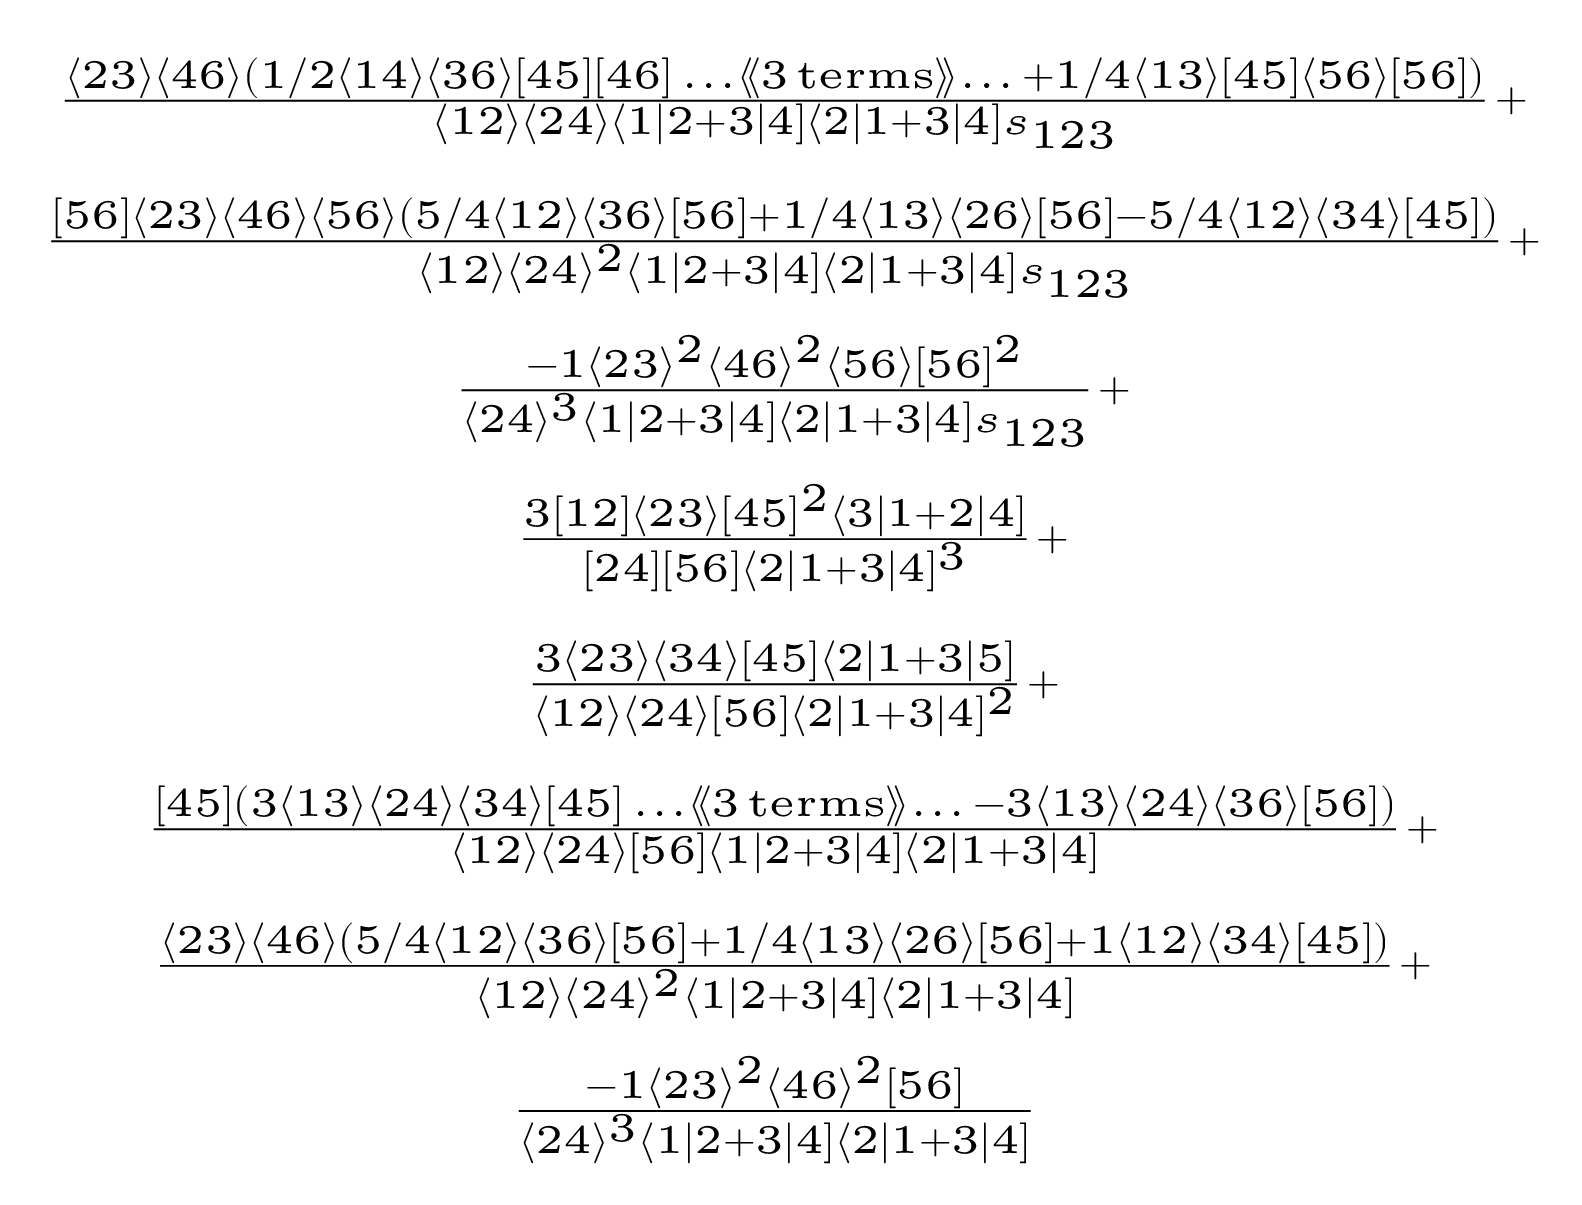 ⟨23⟩⟨46⟩(1/2⟨14⟩⟨36⟩[45][46] …⟪3 terms⟫… +1/4⟨13⟩[45]⟨56⟩[56]) +
⟨12⟩⟨24⟩⟨1|2+3|4]⟨2|1+3|4]s₁₂₃
[56]⟨23⟩⟨46⟩⟨56⟩(5/4⟨12⟩⟨36⟩[56]+1/4⟨13⟩⟨26⟩[56]−5/4⟨12⟩⟨34⟩[45]) +
⟨12⟩⟨24⟩²⟨1|2+3|4]⟨2|1+3|4]s₁₂₃
−1⟨23⟩²⟨46⟩²⟨56⟩[56]² +
⟨24⟩³⟨1|2+3|4]⟨2|1+3|4]s₁₂₃
3[12]⟨23⟩[45]²⟨3|1+2|4] +
[24][56]⟨2|1+3|4]³
3⟨23⟩⟨34⟩[45]⟨2|1+3|5] +
⟨12⟩⟨24⟩[56]⟨2|1+3|4]²
[45](3⟨13⟩⟨24⟩⟨34⟩[45] …⟪3 terms⟫… −3⟨13⟩⟨24⟩⟨36⟩[56]) +
⟨12⟩⟨24⟩[56]⟨1|2+3|4]⟨2|1+3|4]
⟨23⟩⟨46⟩(5/4⟨12⟩⟨36⟩[56]+1/4⟨13⟩⟨26⟩[56]+1⟨12⟩⟨34⟩[45]) +
⟨12⟩⟨24⟩²⟨1|2+3|4]⟨2|1+3|4]
−1⟨23⟩²⟨46⟩²[56]
⟨24⟩³⟨1|2+3|4]⟨2|1+3|4]